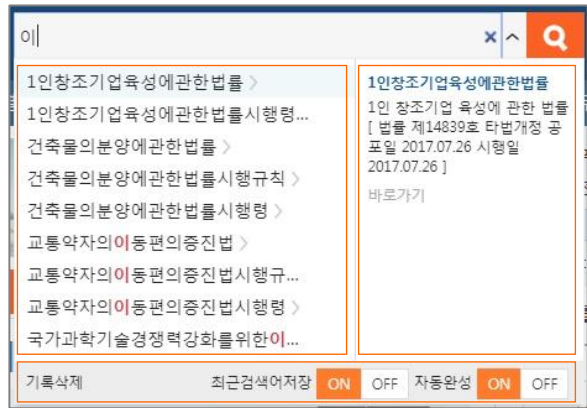 이
1인창조기업육성에관한법률
1인창조기업육성에관한법률시행령...
건축물의분양에관한법률
건축물의분양에관한법률시행규칙
건축물의분양에관한법률시행령
교통약자의이동편의증진법
교통약자의이동편의증진법시행규...
교통약자의이동편의증진법시행령
국가과학기술경쟁력강화를위한이...
1인창조기업육성에관한법률
1인 창조기업 육성에 관한 법률
[ 법률 제14839호 타법개정 공
포일 2017.07.26 시행일
2017.07.26 ]
바로가기
기록삭제 최근검색어저장 ON OFF 자동완성 ON OFF